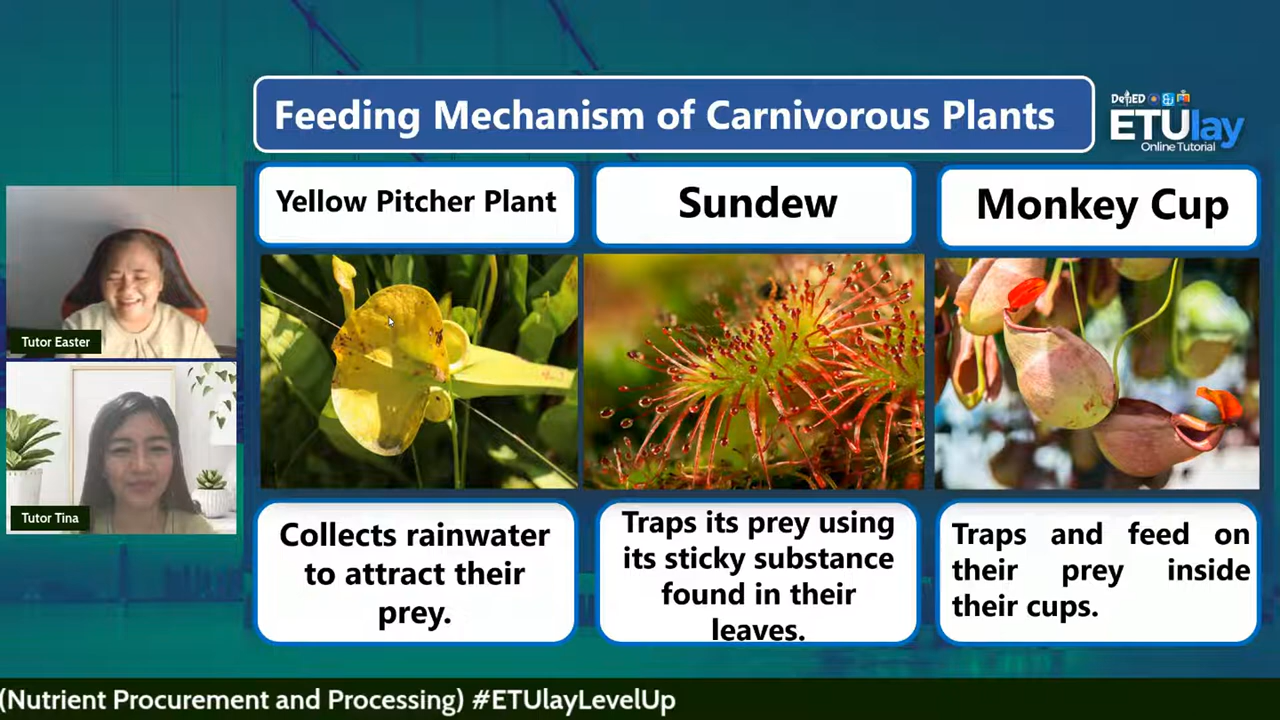 Feeding Mechanism of Carnivorous Plants
DepED
ETUlay
Online Tutorial
Yellow Pitcher Plant
Sundew
Monkey Cup
Tutor Easter
Tutor Tina
Collects rainwater
to attract their
prey.
Traps its prey using
its sticky substance
found in their
leaves.
Traps and feed on
their prey inside
their cups.
(Nutrient Procurement and Processing) #ETUlayLevelUp